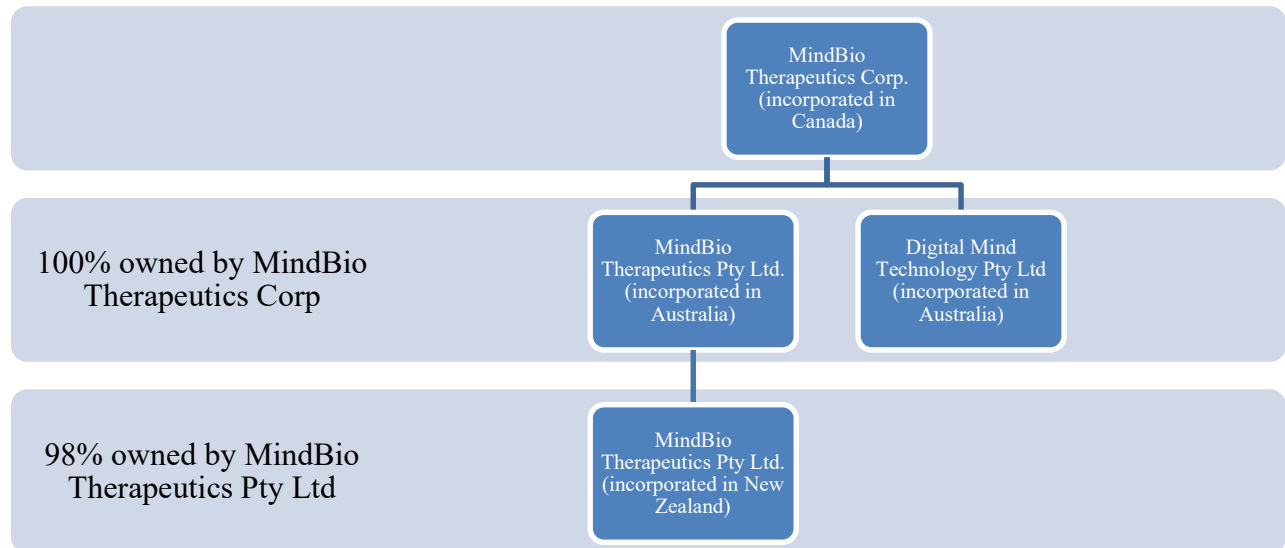 MindBio
Therapeutics Corp.
(incorporated in
Canada)
100% owned by MindBio
Therapeutics Corp
MindBio
Therapeutics Pty Ltd.
(incorporated in
Australia)
Digital Mind
Technology Pty Ltd
(incorporated in
Australia)
98% owned by MindBio
Therapeutics Pty Ltd
MindBio
Therapeutics Pty Ltd.
(incorporated in New
Zealand)